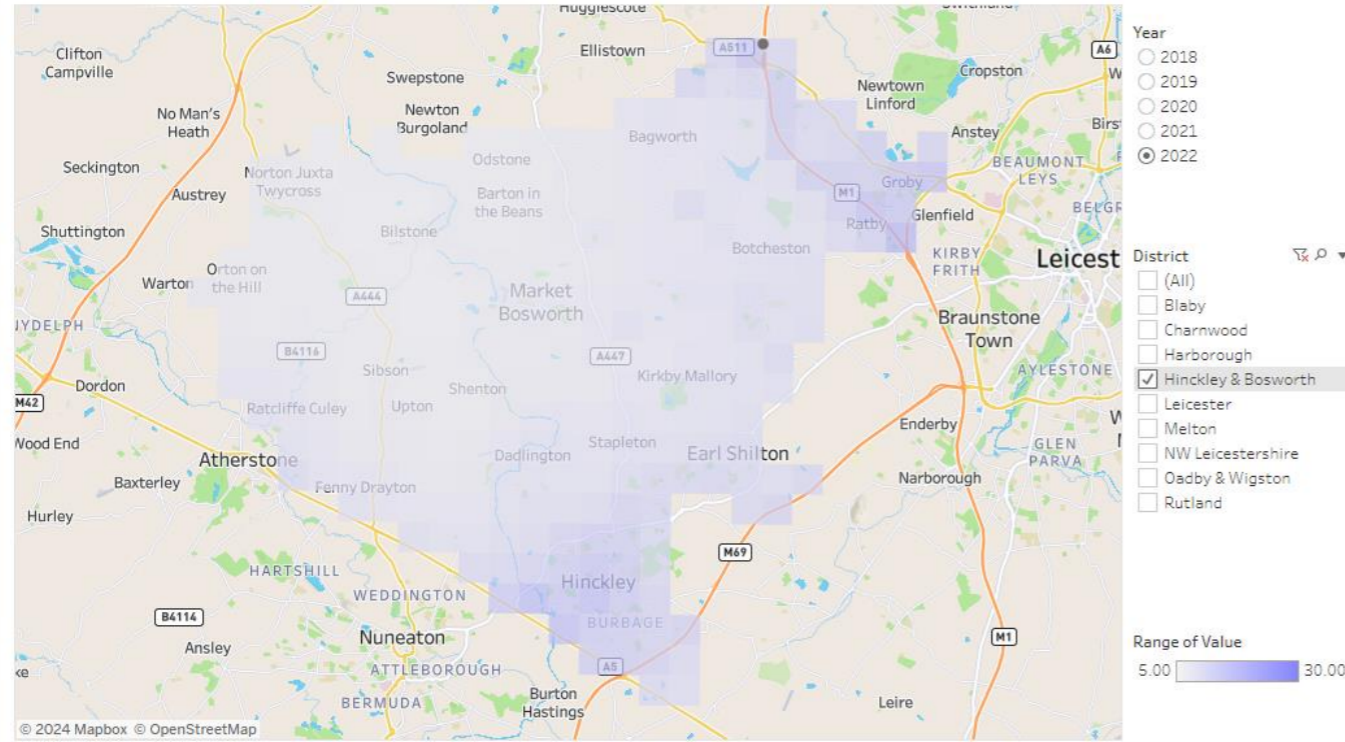 Hugglescote
Clifton
Campville
Ellistown
A511
A6
Swepstone
Cropston
Newtown
Linford
No Man's
Heath
Newton
Burgoland
Bagworth
Anstey
Birs
Seckington
Norton Juxta
Twycross
Odstone
BEAUMONT
LEYS
Austrey
Barton in
the Beans
M1
Groby
BELGR
Shuttington
Bilstone
Ratby
Glenfield
Botcheston
KIRBY
FRITH
Leicest
Warton
Orton on
the Hill
A444
Market
Bosworth
NYDELPH
Braunstone
Town
B4116
A447
Sibson
Kirkby Mallory
AYLESTONE
Dordon
Shenton
M42
Ratcliffe Culey
Upton
Enderby
Wood End
Stapleton
GLEN
PARVA
Atherstone
Dadlington
Earl Shilton
Baxterley
Fenny Drayton
Narborough
Hurley
M69
HARTSHILL
Hinckley
WEDDINGTON
B4114
BURBAGE
Nuneaton
M1
Ansley
ATTLEBOROUGH
A5
BERMUDA
Burton
Hastings
Leire
© 2024 Mapbox © OpenStreetMap
Year
2018
2019
2020
2021
2022
District
(All)
Blaby
Charnwood
Harborough
Hinckley & Bosworth
Leicester
Melton
NW Leicestershire
Oadby & Wigston
Rutland
Range of Value
5.00 30.00